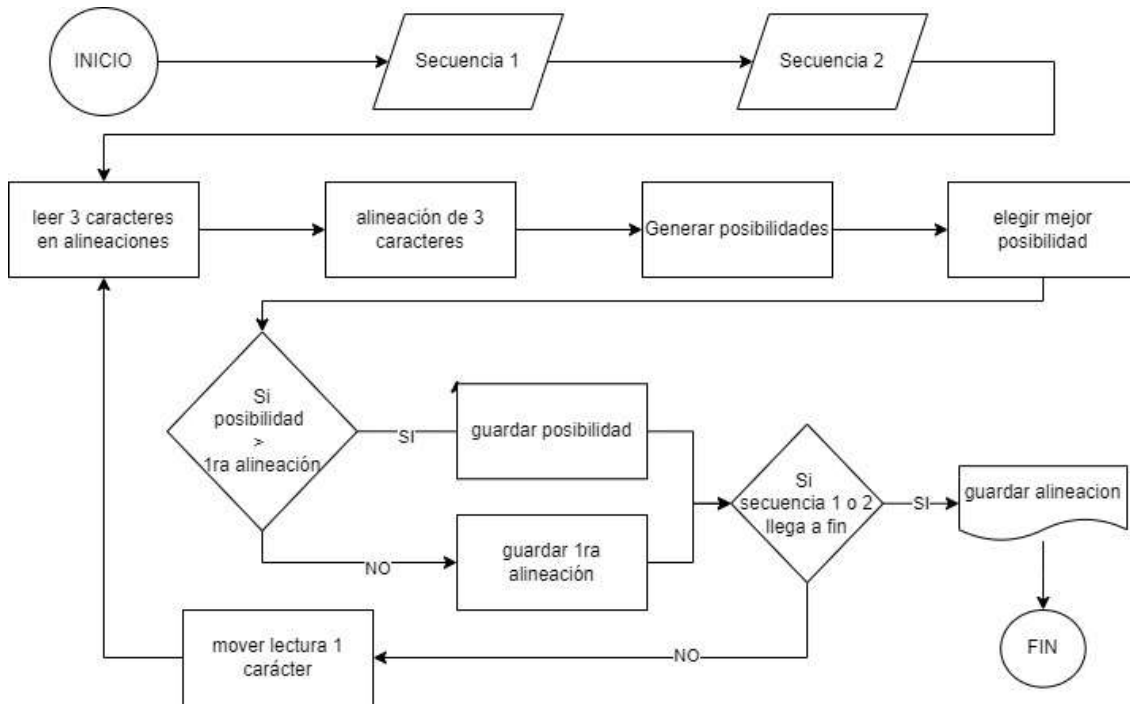 INICIO
Secuencia 1
Secuencia 2
leer 3 caracteres
en alineaciones
alineación de 3
caracteres
Generar posibilidades
elegir mejor
posibilidad
Si
posibilidad
>
1ra alineación
SI
guardar posibilidad
NO
guardar 1ra
alineación
Si
secuencia 1 o 2
llega a fin
SI
guardar alineacion
NO
mover lectura 1
carácter
FIN